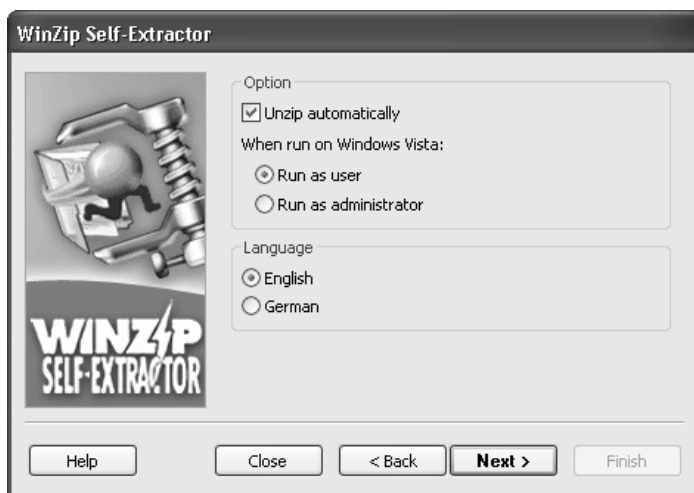 WinZip Self-Extractor
Option
Unzip automatically
When run on Windows Vista:
Run as user
Run as administrator
Language
English
German
WINZIP
SELF-EXTRACTOR
Help
Close
< Back
Next >
Finish